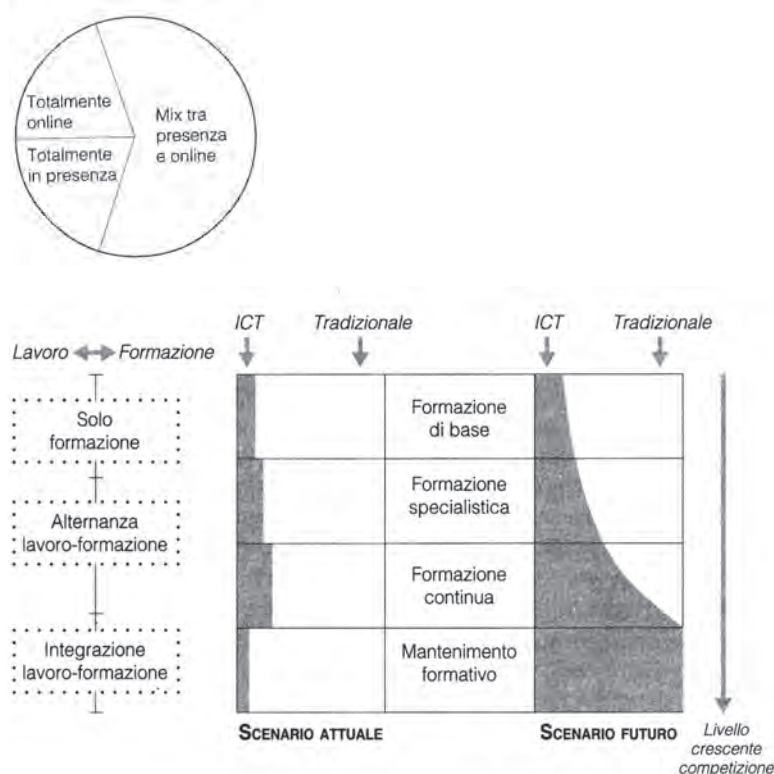 Totalmente
online
Totalmente
in presenza
Mix tra
presenza
e online
ICT
Tradizionale
ICT
Tradizionale
Lavoro
Formazione
Solo
formazione
Alternanza
lavoro-formazione
Integrazione
lavoro-formazione
Formazione
di base
Formazione
specialistica
Formazione
continua
Mantenimento
formativo
SCENARIO ATTUALE
SCENARIO FUTURO
Livello
crescente
competizione